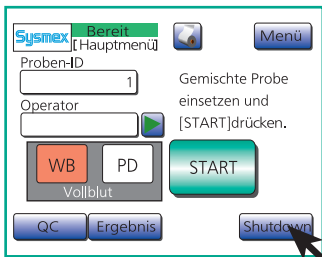 Sysmex
Bereit
[Hauptmenü]
Menü
Proben-ID
1
Operator
Gemischte Probe
einsetzen und
[START]drücken.
WB
PD
Vollblut
START
QC
Ergebnis
Shutdown